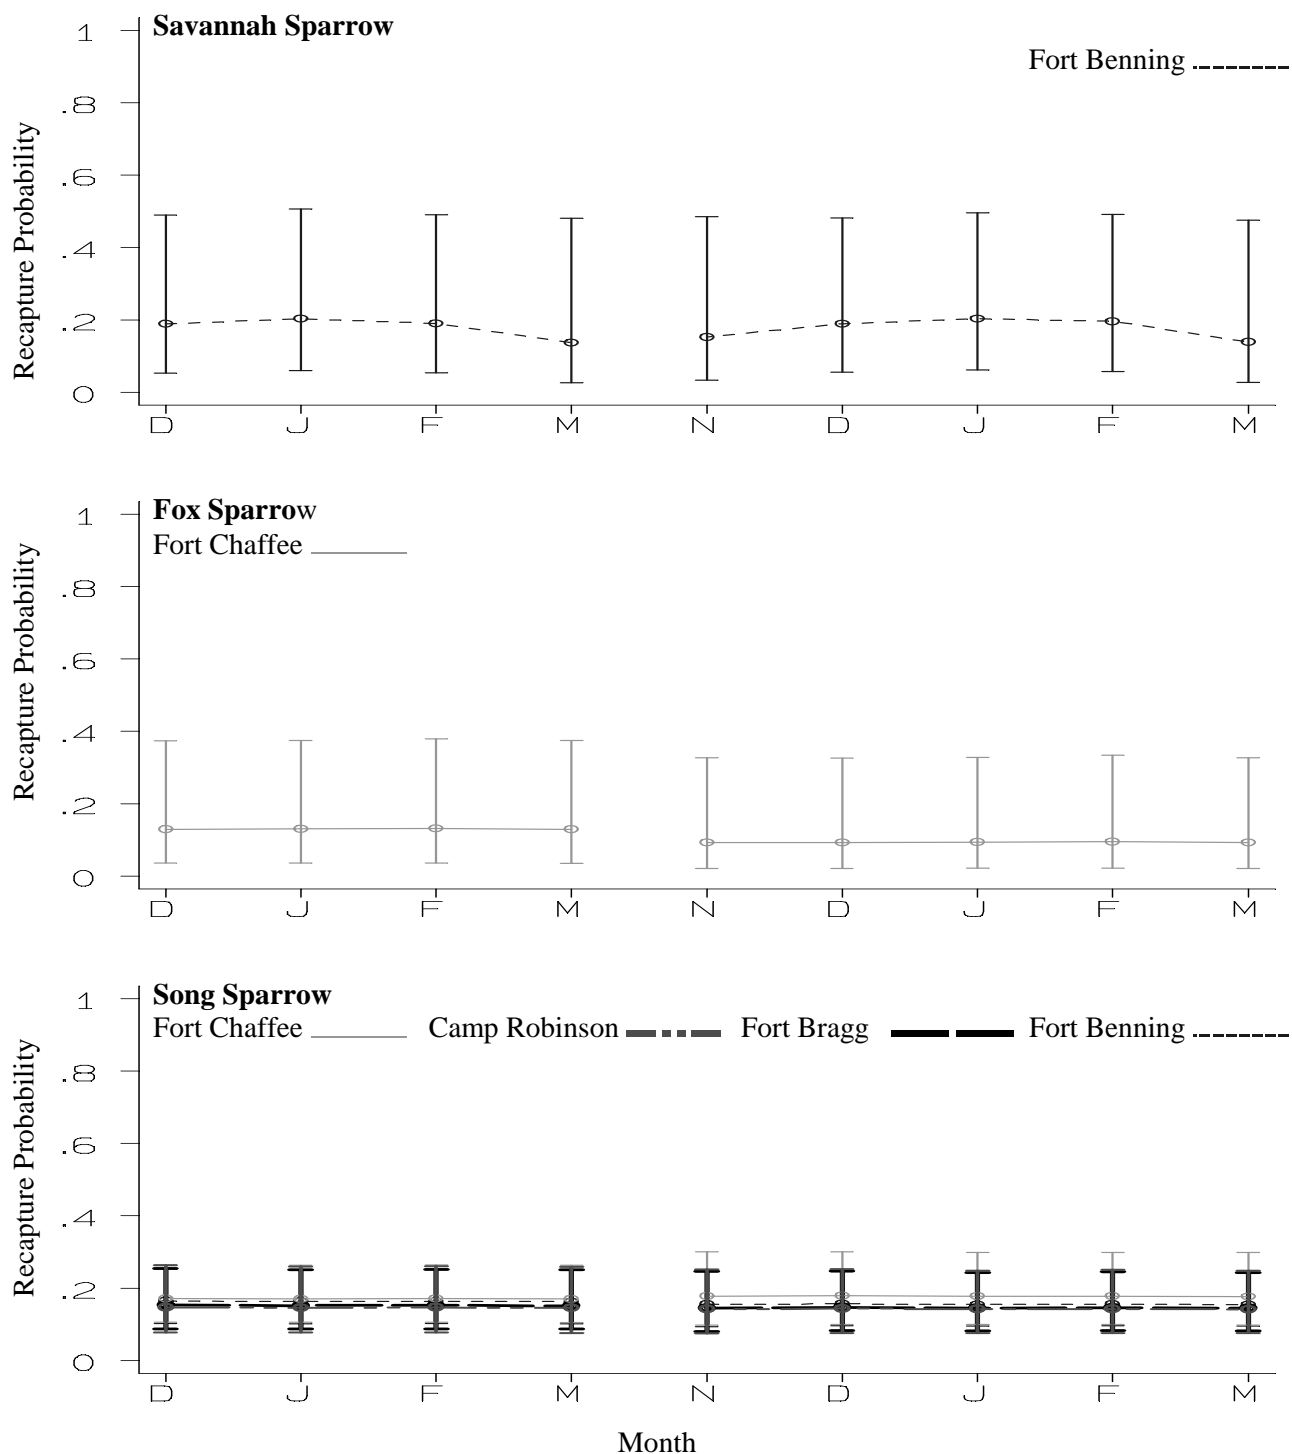 Savannah Sparrow
Fort Benning
1
.8
.6
.4
.2
0
Recapture Probability
D J F M N D J F M
Fox Sparrow
Fort Chaffee
1
.8
.6
.4
.2
0
Recapture Probability
D J F M N D J F M
Song Sparrow
Fort Chaffee Camp Robinson Fort Bragg Fort Benning
1
.8
.6
.4
.2
0
Recapture Probability
D J F M N D J F M
Month